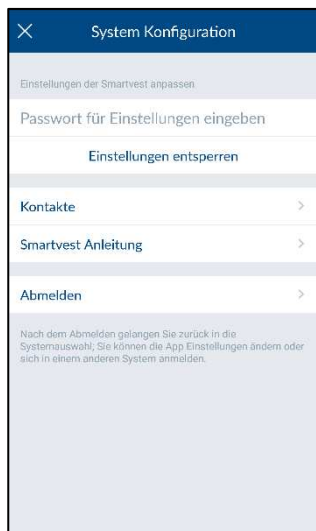 System Konfiguration
Einstellungen der Smartvest anpassen
Passwort für Einstellungen eingeben
Einstellungen entsperren
Kontakte
Smartvest Anleitung
Abmelden
Nach dem Abmelden gelangen Sie zurück in die
Systemauswahl; Sie können die App Einstellungen ändern oder
sich in einem anderen System anmelden.